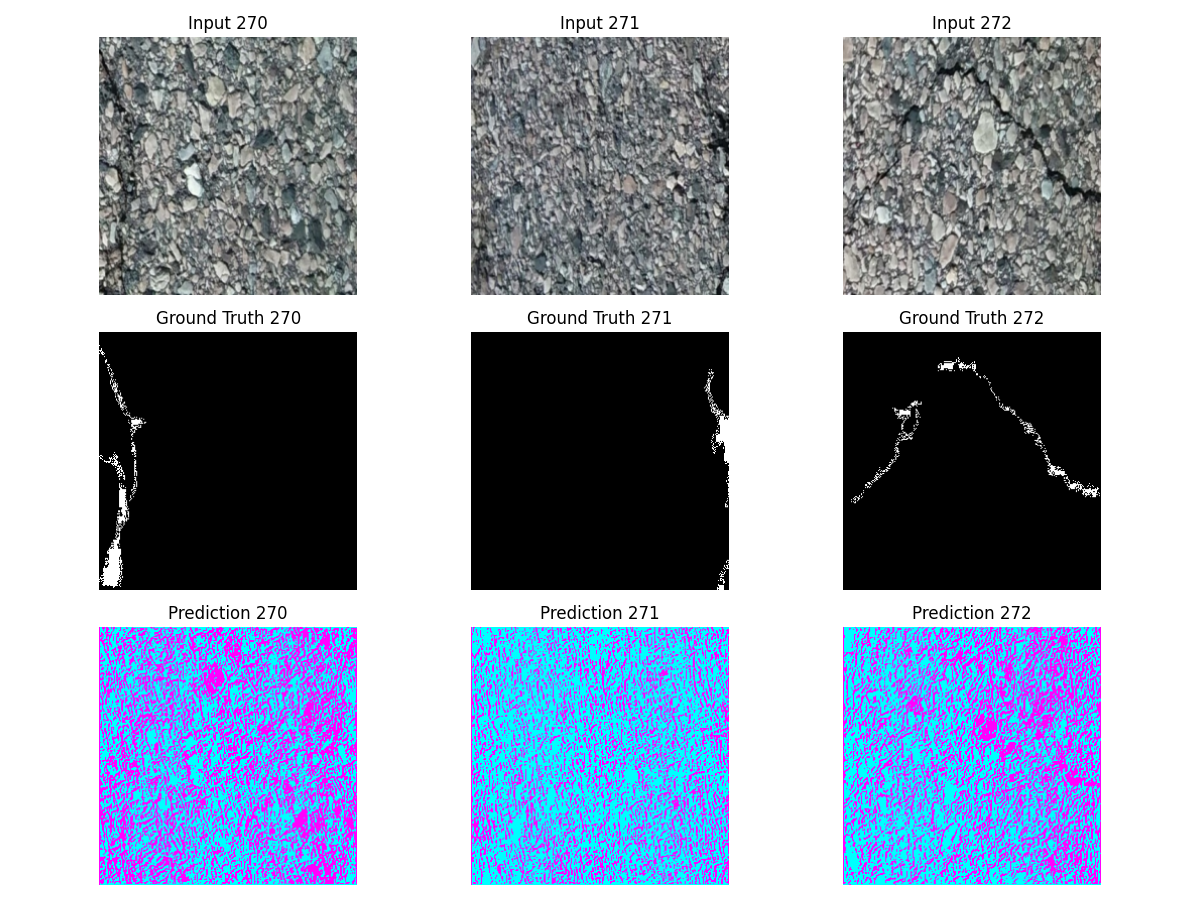 Input 270
Input 271
Input 272
Ground Truth 270
Ground Truth 271
Ground Truth 272
Prediction 270
Prediction 271
Prediction 272